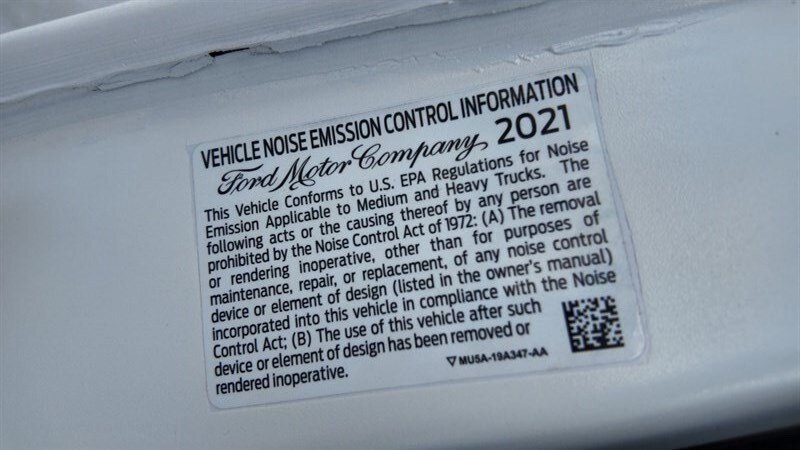 VEHICLE NOISE EMISSION CONTROL INFORMATION
Ford Motor Company 2021
This Vehicle Conforms to U.S. EPA Regulations for Noise
Emission Applicable to Medium and Heavy Trucks. The
following acts or the causing thereof by any person are
prohibited by the Noise Control Act of 1972: (A) The removal
or rendering inoperative, other than for purposes of
maintenance, repair, or replacement, of any noise control
device or element of design (listed in the owner's manual)
incorporated into this vehicle in compliance with the Noise
Control Act; (B) The use of this vehicle after such
device or element of design has been removed or
rendered inoperative.
MU5A-19A347-AA